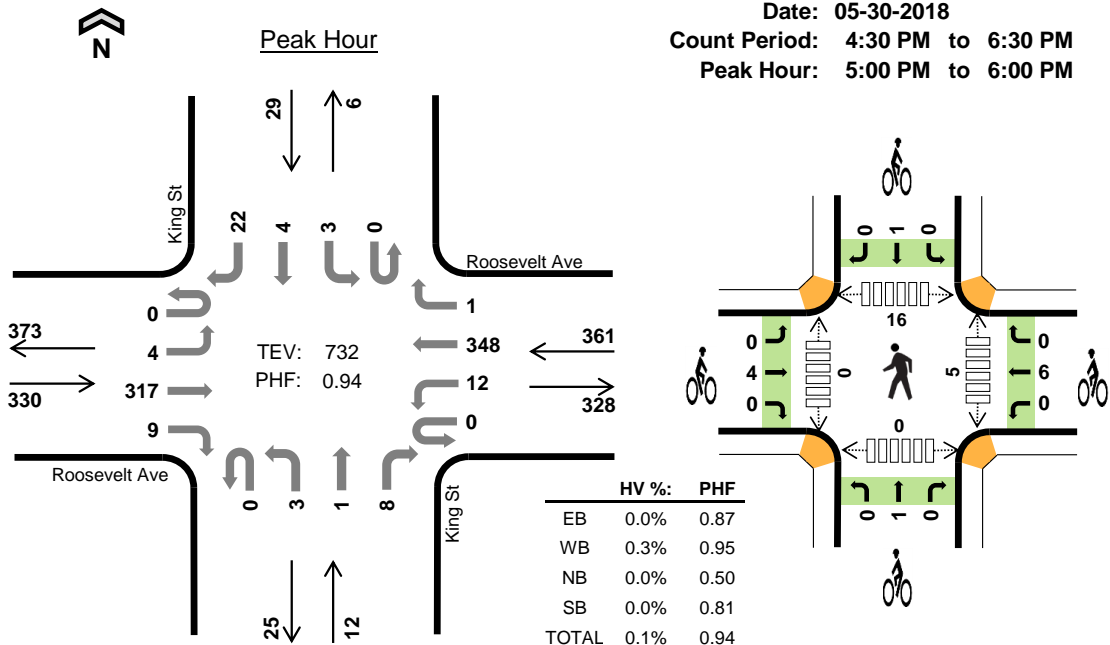 N
Peak Hour
Date: 05-30-2018
Count Period: 4:30 PM to 6:30 PM
Peak Hour: 5:00 PM to 6:00 PM
29
6
King St
22
4
3
0
Roosevelt Ave
0
4
317
9
373
330
TEV: 732
PHF: 0.94
1
348
12
0
361
328
Roosevelt Ave
0
3
1
8
King St
25
12
HV %: PHF
EB 0.0% 0.87
WB 0.3% 0.95
NB 0.0% 0.50
SB 0.0% 0.81
TOTAL 0.1% 0.94
0
1
0
16
0
4
0
0
5
0
6
0
0
0
1
0